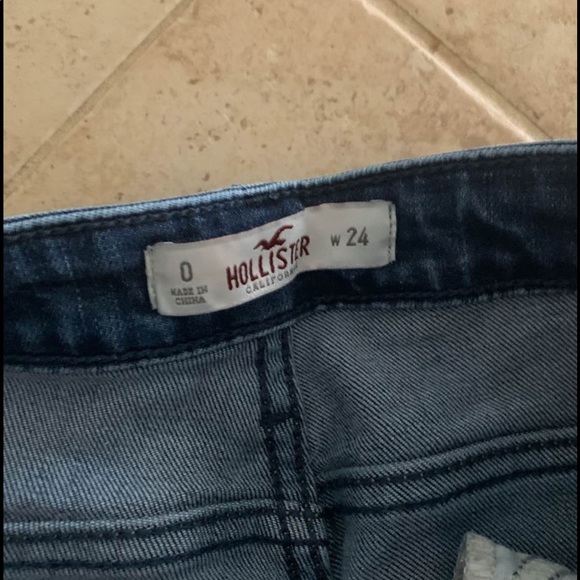 0
MADE IN
CHINA
HOLLISTER
CALIFORNIA
W 24